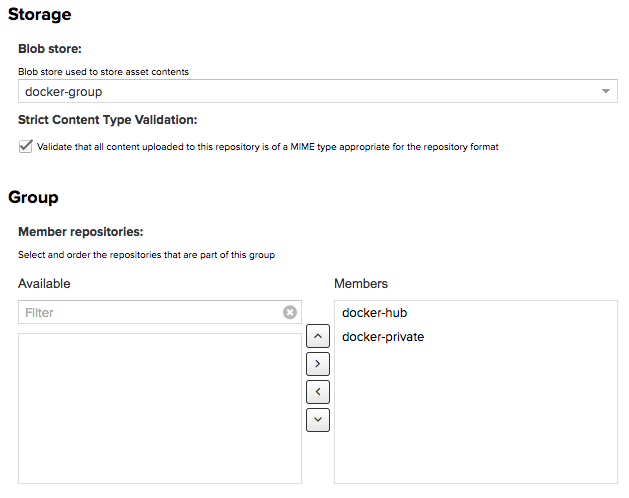 Storage
Blob store:
Blob store used to store asset contents
docker-group
Strict Content Type Validation:
Validate that all content uploaded to this repository is of a MIME type appropriate for the repository format
Group
Member repositories:
Select and order the repositories that are part of this group
Available
Members
Filter
docker-hub
docker-private